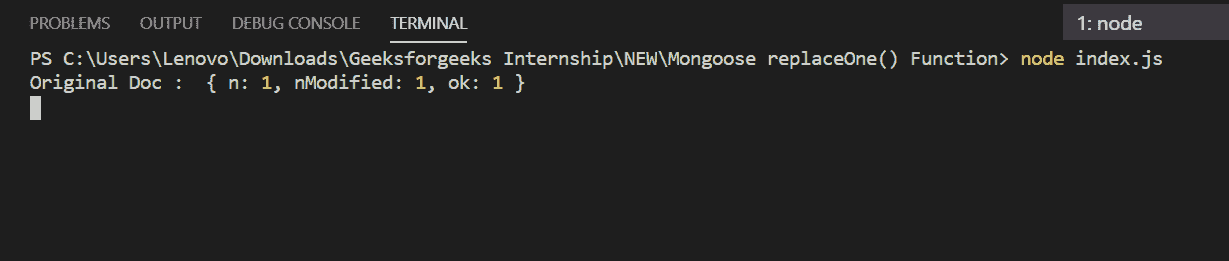 PROBLEMS OUTPUT DEBUG CONSOLE TERMINAL 1: node
PS C:\Users\Lenovo\Downloads\Geeksforgeeks Internship\NEW\Mongoose replaceOne() Function> node index.js
Original Doc :  { n: 1, nModified: 1, ok: 1 }